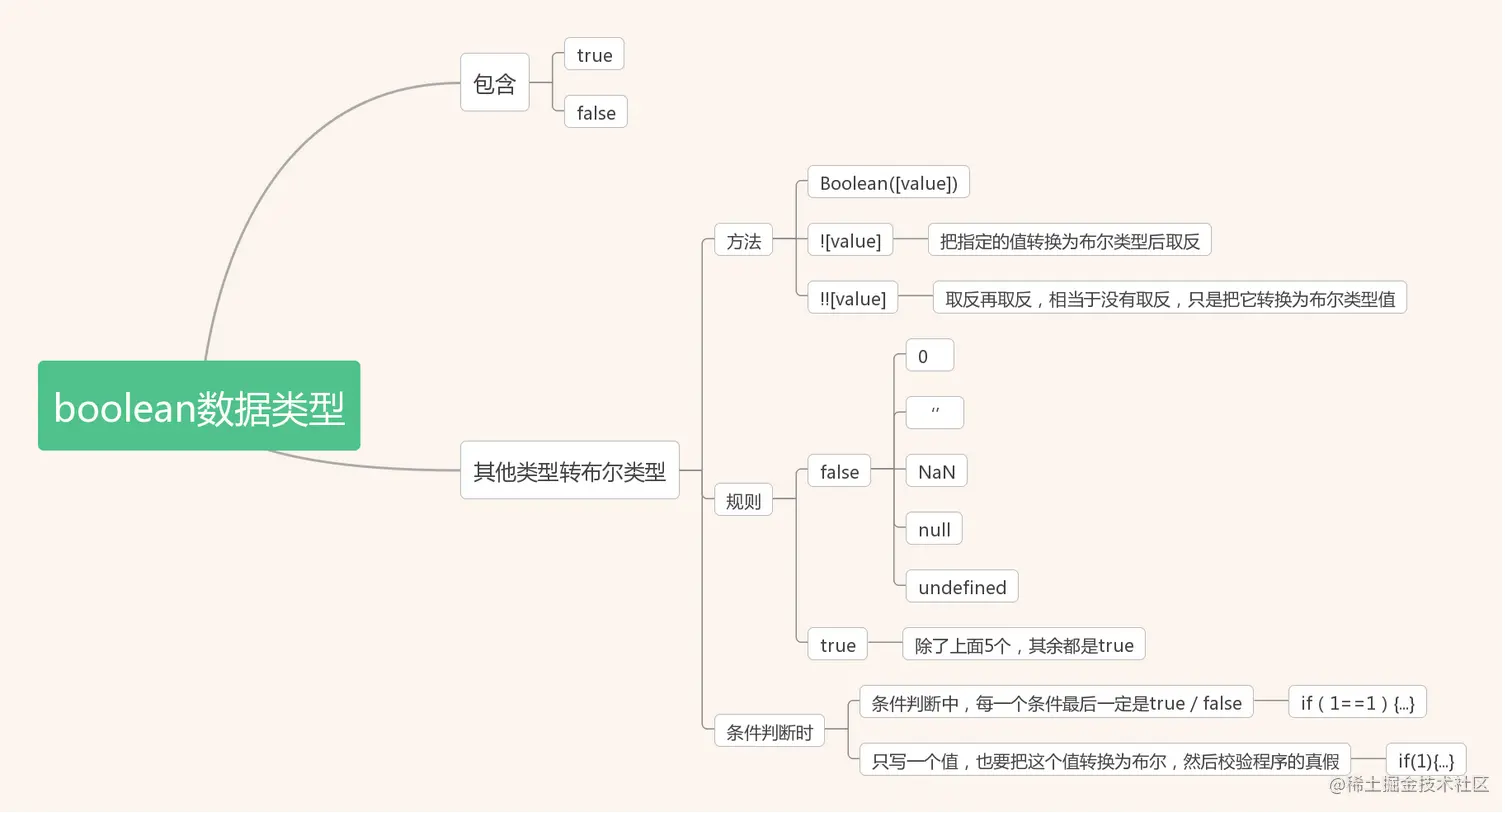 boolean数据类型
包含
true
false
其他类型转布尔类型
方法
Boolean([value])
![value]
把指定的值转换为布尔类型后取反
!![value]
取反再取反，相当于没有取反，只是把它转换为布尔类型值
规则
false
0
‘’
NaN
null
undefined
true
除了上面5个，其余都是true
条件判断时
条件判断中，每一个条件最后一定是true / false
if（1==1）{...}
只写一个值，也要把这个值转换为布尔，然后校验程序的真假
if(1){...}
@稀土掘金技术社区